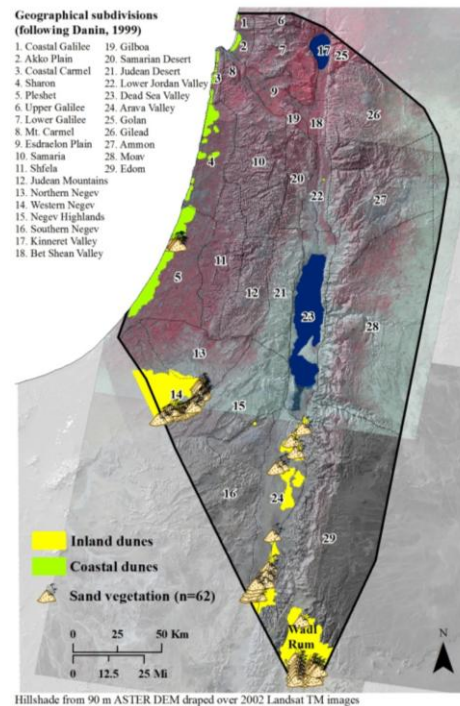 Geographical subdivisions
(following Danin, 1999)
1. Coastal Galilee
2. Akko Plain
3. Coastal Carmel
4. Sharon
5. Pleshet
6. Upper Galilee
7. Lower Galilee
8. Mt. Carmel
9. Esdraelon Plain
10. Samaria
11. Shfela
12. Judean Mountains
13. Northern Negev
14. Western Negev
15. Negev Highlands
16. Southern Negev
17. Kinneret Valley
18. Bet Shean Valley
19. Gilboa
20. Samarian Desert
21. Judean Desert
22. Lower Jordan Valley
23. Dead Sea Valley
24. Arava Valley
25. Golan
26. Gilead
27. Ammon
28. Moav
29. Edom
1
6
2
7
17
25
3
8
9
26
19
18
4
10
20
22
27
5
11
12
21
23
28
13
14
15
16
24
29
Inland dunes
Coastal dunes
Sand vegetation (n=62)
Wadi
Rum
0 25 50 Km
0 12.5 25 Mi
N
Hillshade from 90 m ASTER DEM draped over 2002 Landsat TM images